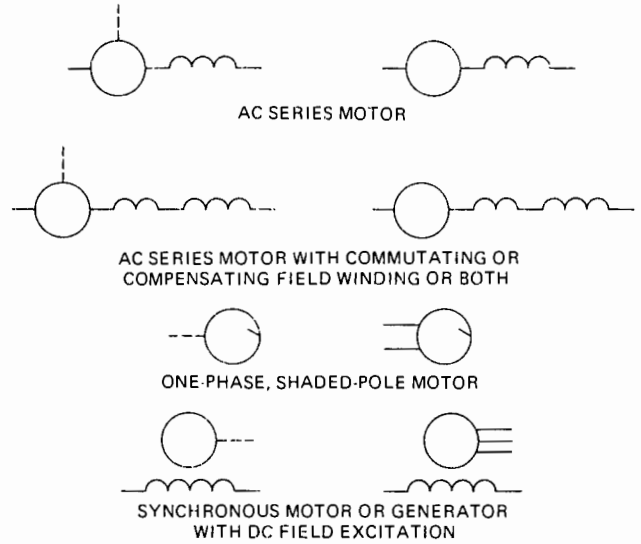 AC SERIES MOTOR
AC SERIES MOTOR WITH COMMUTATING OR
COMPENSATING FIELD WINDING OR BOTH
ONE-PHASE, SHADED-POLE MOTOR
SYNCHRONOUS MOTOR OR GENERATOR
WITH DC FIELD EXCITATION